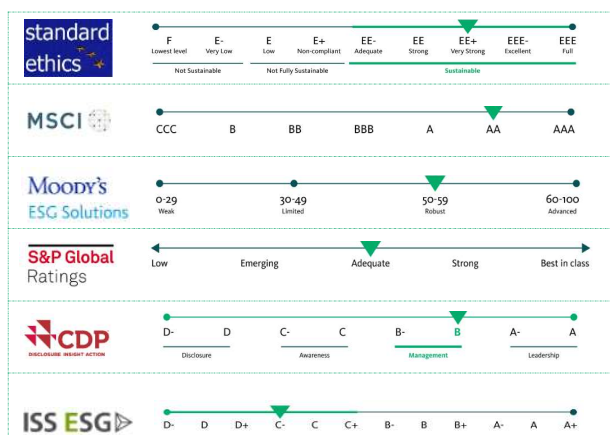 standard
ethics
F E- E E+ EE- EE EE+ EEE- EEE
Lowest level Very Low Low Non-compliant Adequate Strong Very Strong Excellent Full
Not Sustainable Not Fully Sustainable Sustainable
MSCI
CCC B BB BBB A AA AAA
MOODY'S
ESG Solutions
0-29 30-49 50-59 60-100
Weak Limited Robust Advanced
S&P Global
Ratings
Low Emerging Adequate Strong Best in class
CDP
DISCLOSURE INSIGHT ACTION
D- D C- C B- B A- A
Disclosure Awareness Management Leadership
ISS ESG
D- D D+ C- C C+ B- B B+ A- A A+